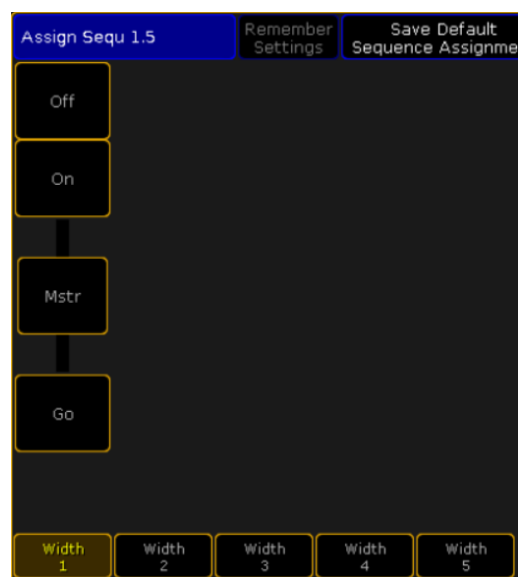 Assign Sequ 1.5
Remember
Settings
Save Default
Sequence Assignme
Off
On
Mstr
Go
Width
1
Width
2
Width
3
Width
4
Width
5